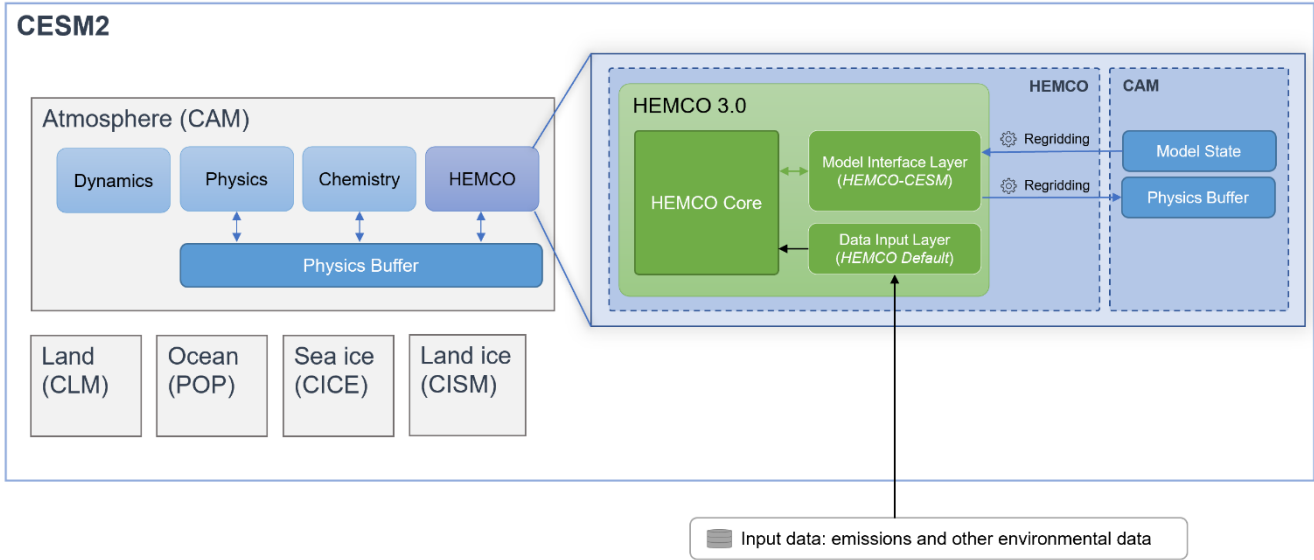 CESM2
Atmosphere (CAM)
Dynamics
Physics
Chemistry
HEMCO
Physics Buffer
Land
(CLM)
Ocean
(POP)
Sea ice
(CICE)
Land ice
(CISM)
HEMCO
CAM
HEMCO 3.0
HEMCO Core
Model Interface Layer
(HEMCO-CESM)
Data Input Layer
(HEMCO Default)
Regridding
Regridding
Model State
Physics Buffer
Input data: emissions and other environmental data